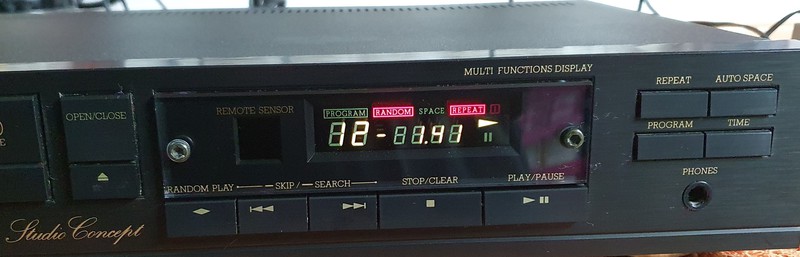 MULTI FUNCTIONS DISPLAY
REPEAT AUTO SPACE
OPEN/CLOSE
REMOTE SENSOR
PROGRAM RANDOM SPACE REPEAT 1
PROGRAM TIME
RANDOM PLAY SKIP / SEARCH STOP/CLEAR PLAY/PAUSE
PHONES
Studio Concept